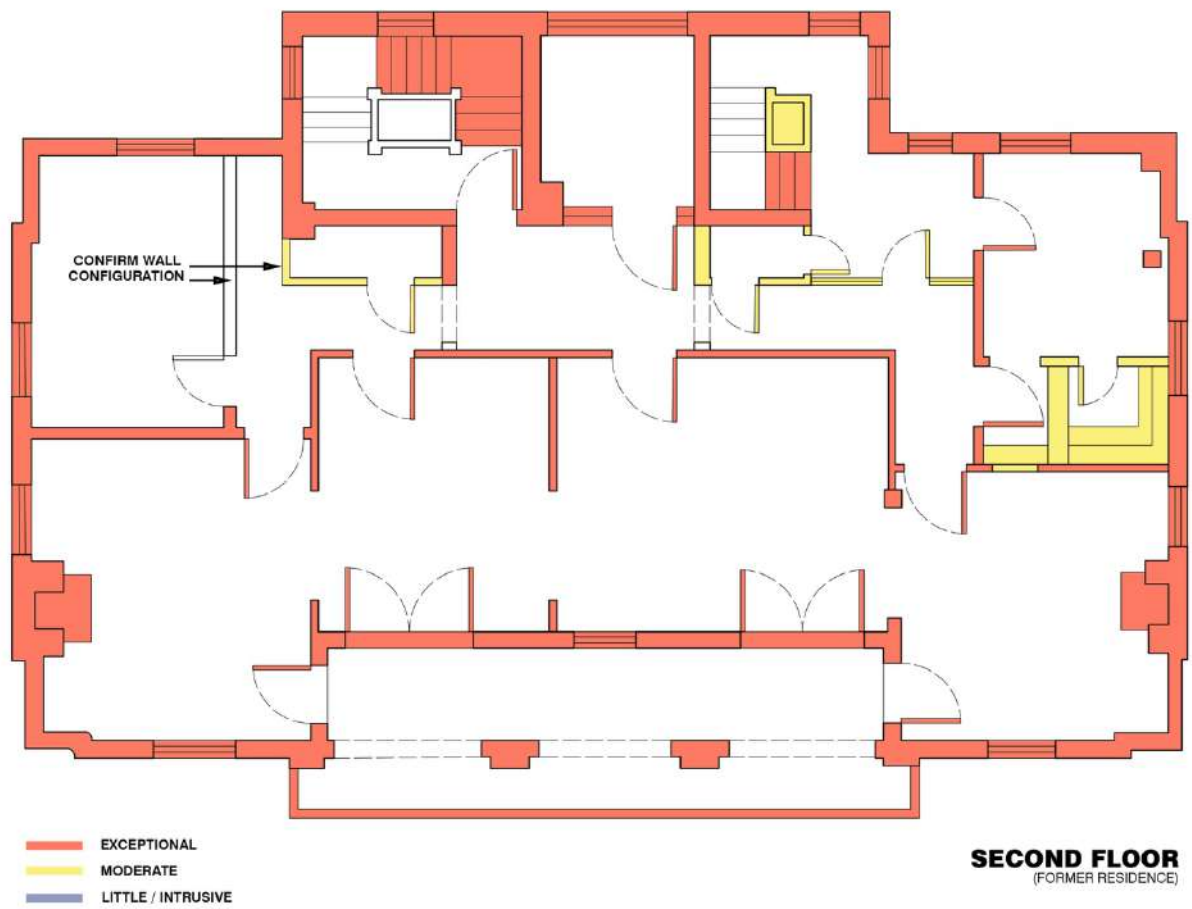 CONFIRM WALL
CONFIGURATION
EXCEPTIONAL
MODERATE
LITTLE / INTRUSIVE
SECOND FLOOR
(FORMER RESIDENCE)